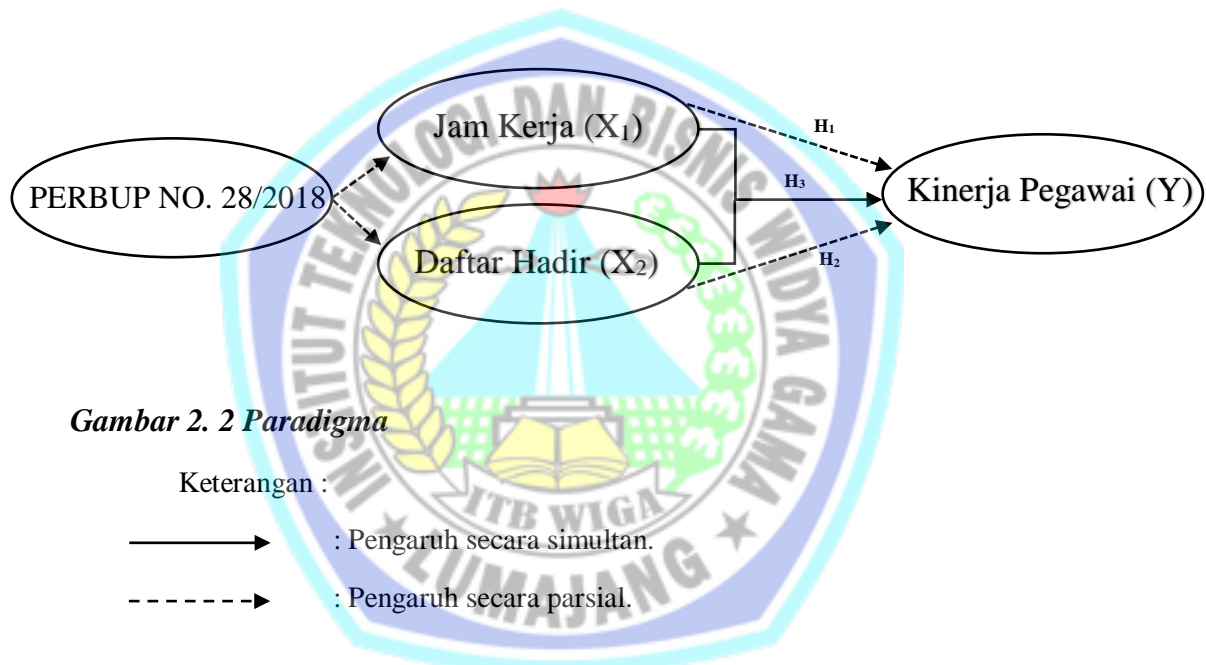 Jam Kerja (X₁)
H₁
PERBUP NO. 28/2018
H₃
Kinerja Pegawai (Y)
Daftar Hadir (X₂)
H₂
Gambar 2. 2 Paradigma
Keterangan :
: Pengaruh secara simultan.
: Pengaruh secara parsial.
INSTITUT TEKNOLOGI DAN BISNIS WIDYA GAMA
ITB WIGA
LUMAJANG